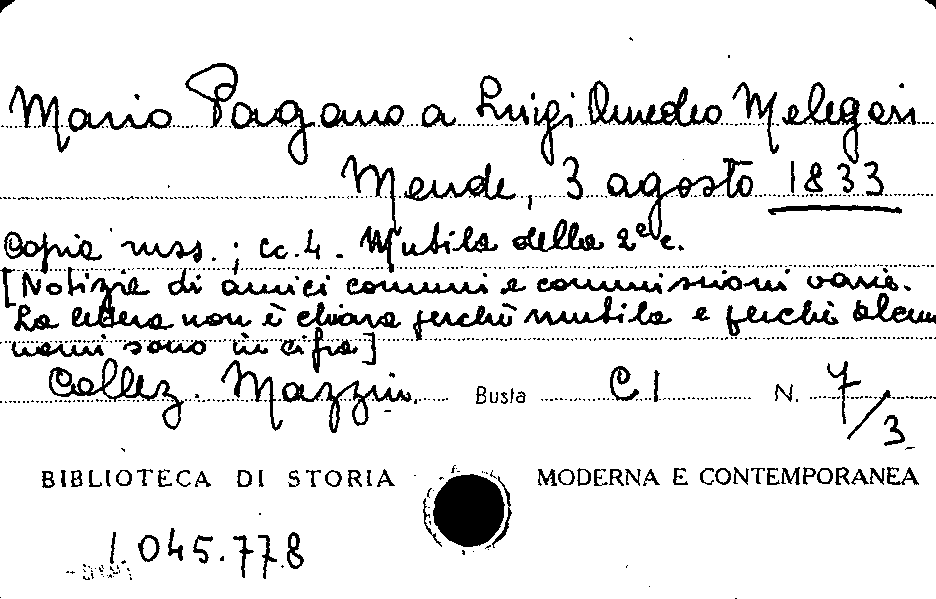 Mario Pagano a Luigi Amedeo Melegari
Mende, 3 agosto 1833
Copia mss.; cc. 4. Mutila della 2ª c.
[Notizie di amici comuni e commissioni varie.
La lettera non è chiara perchè mutila e perchè alcuni
nomi sono in cifra]
Collez. Mazzini. Busta C I N. 7/3
BIBLIOTECA DI STORIA MODERNA E CONTEMPORANEA
1.045.778